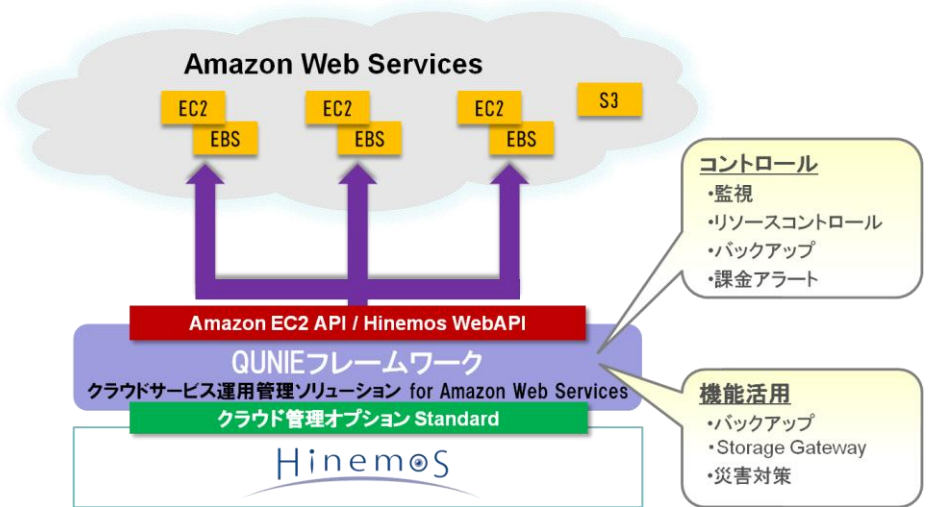 Amazon Web Services
EC2
EBS
EC2
EBS
EC2
EBS
S3
コントロール
・監視
・リソースコントロール
・バックアップ
・課金アラート
Amazon EC2 API / Hinemos WebAPI
QUNIEフレームワーク
クラウドサービス運用管理ソリューション for Amazon Web Services
クラウド管理オプション Standard
Hinemos
機能活用
・バックアップ
・Storage Gateway
・災害対策